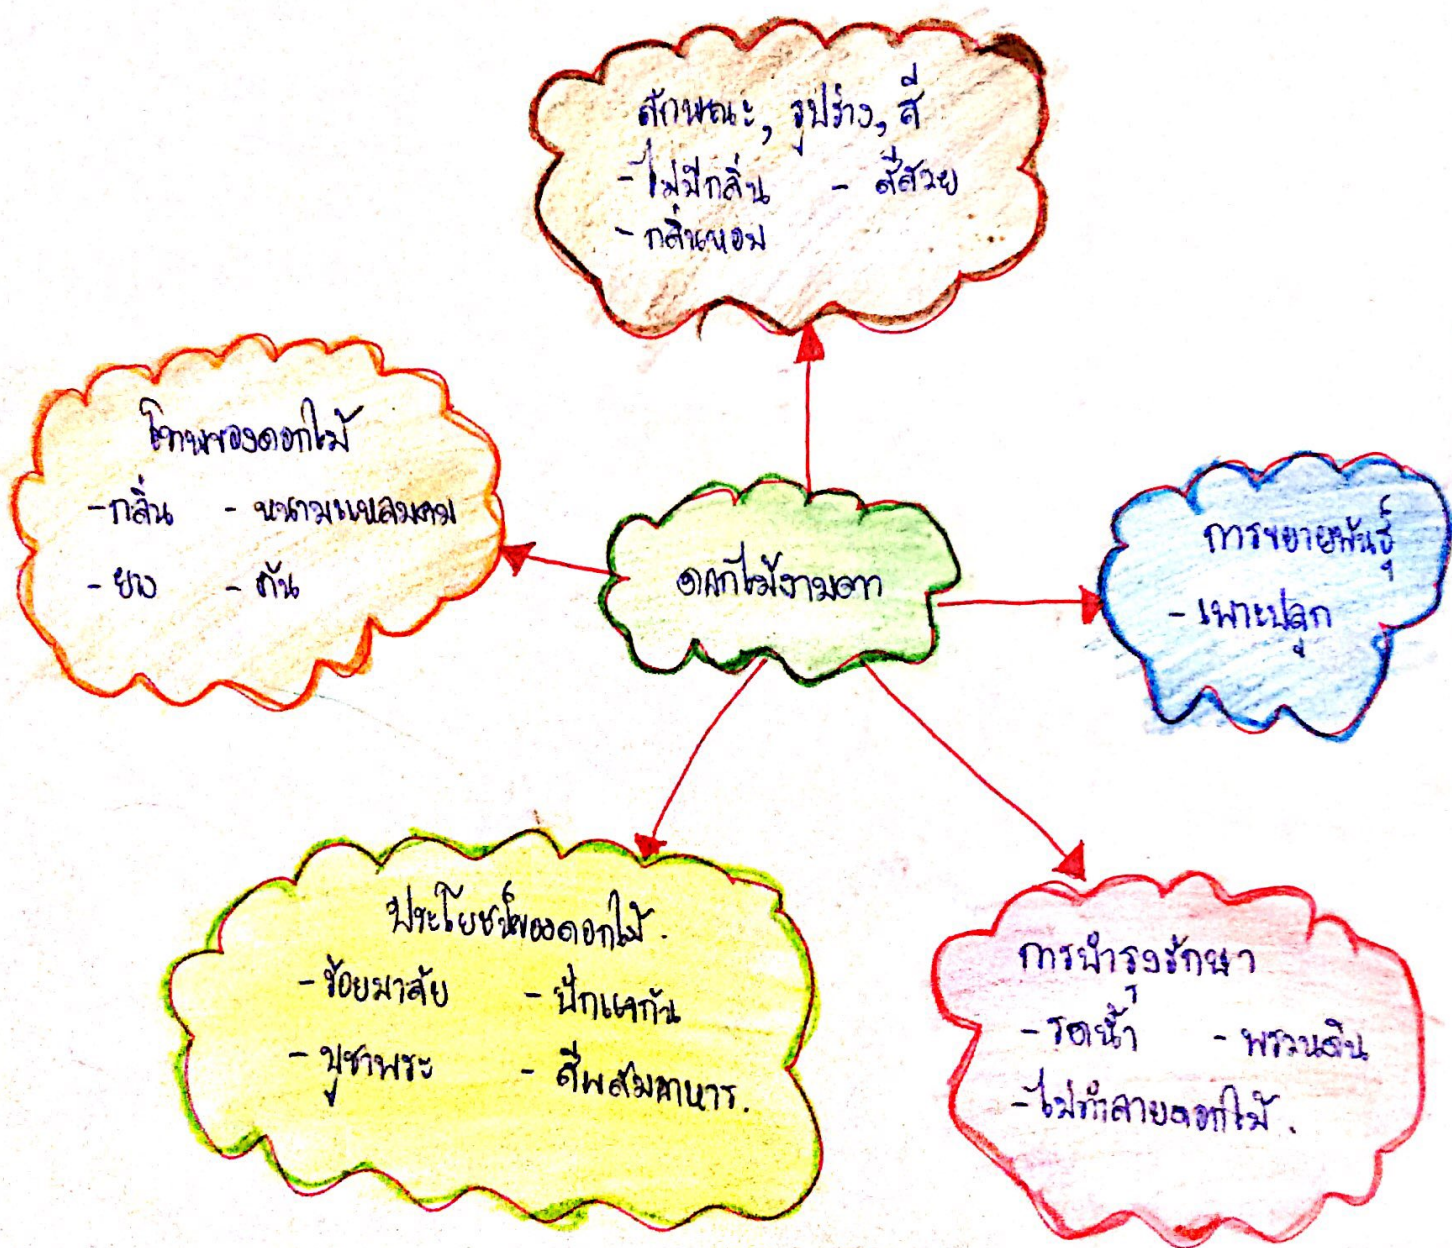 ลักษณะ, รูปร่าง, สี
- ไม่มีกลิ่น - สีสวย
- กลิ่นหอม
โทษของดอกไม้
- กลิ่น - หนามแหลมคม
- ยาง - คัน
ดอกไม้งามตา
การขยายพันธุ์
- เพาะปลูก
ประโยชน์ของดอกไม้.
- ร้อยมาลัย - ปักแจกัน
- บูชาพระ - สีผสมอาหาร.
การบำรุงรักษา
- รดน้ำ - พรวนดิน
- ไม่ทำลายดอกไม้.